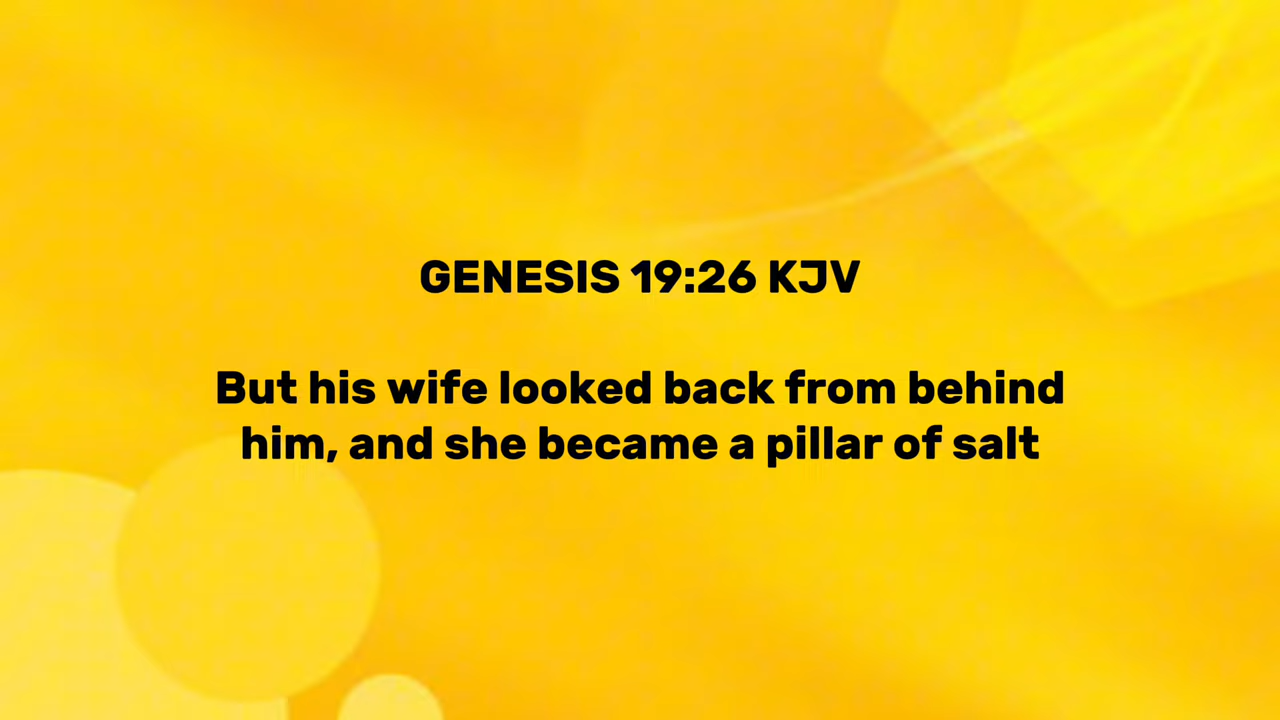 GENESIS 19:26 KJV
But his wife looked back from behind
him, and she became a pillar of salt